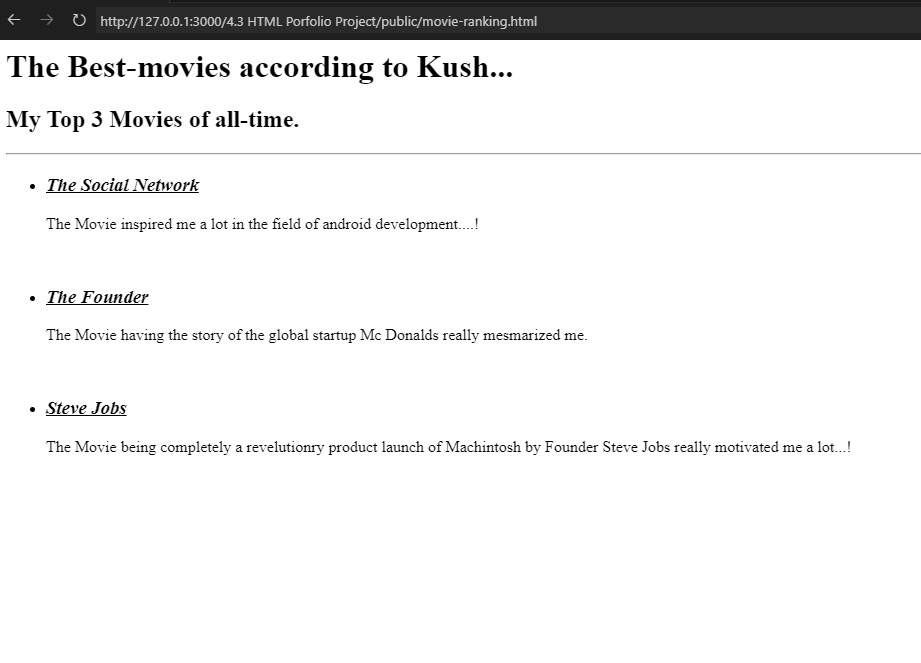 http://127.0.0.1:3000/4.3 HTML Porfolio Project/public/movie-ranking.html
The Best-movies according to Kush...
My Top 3 Movies of all-time.
The Social Network
The Movie inspired me a lot in the field of android development....!
The Founder
The Movie having the story of the global startup Mc Donalds really mesmarized me.
Steve Jobs
The Movie being completely a revelutionry product launch of Machintosh by Founder Steve Jobs really motivated me a lot...!